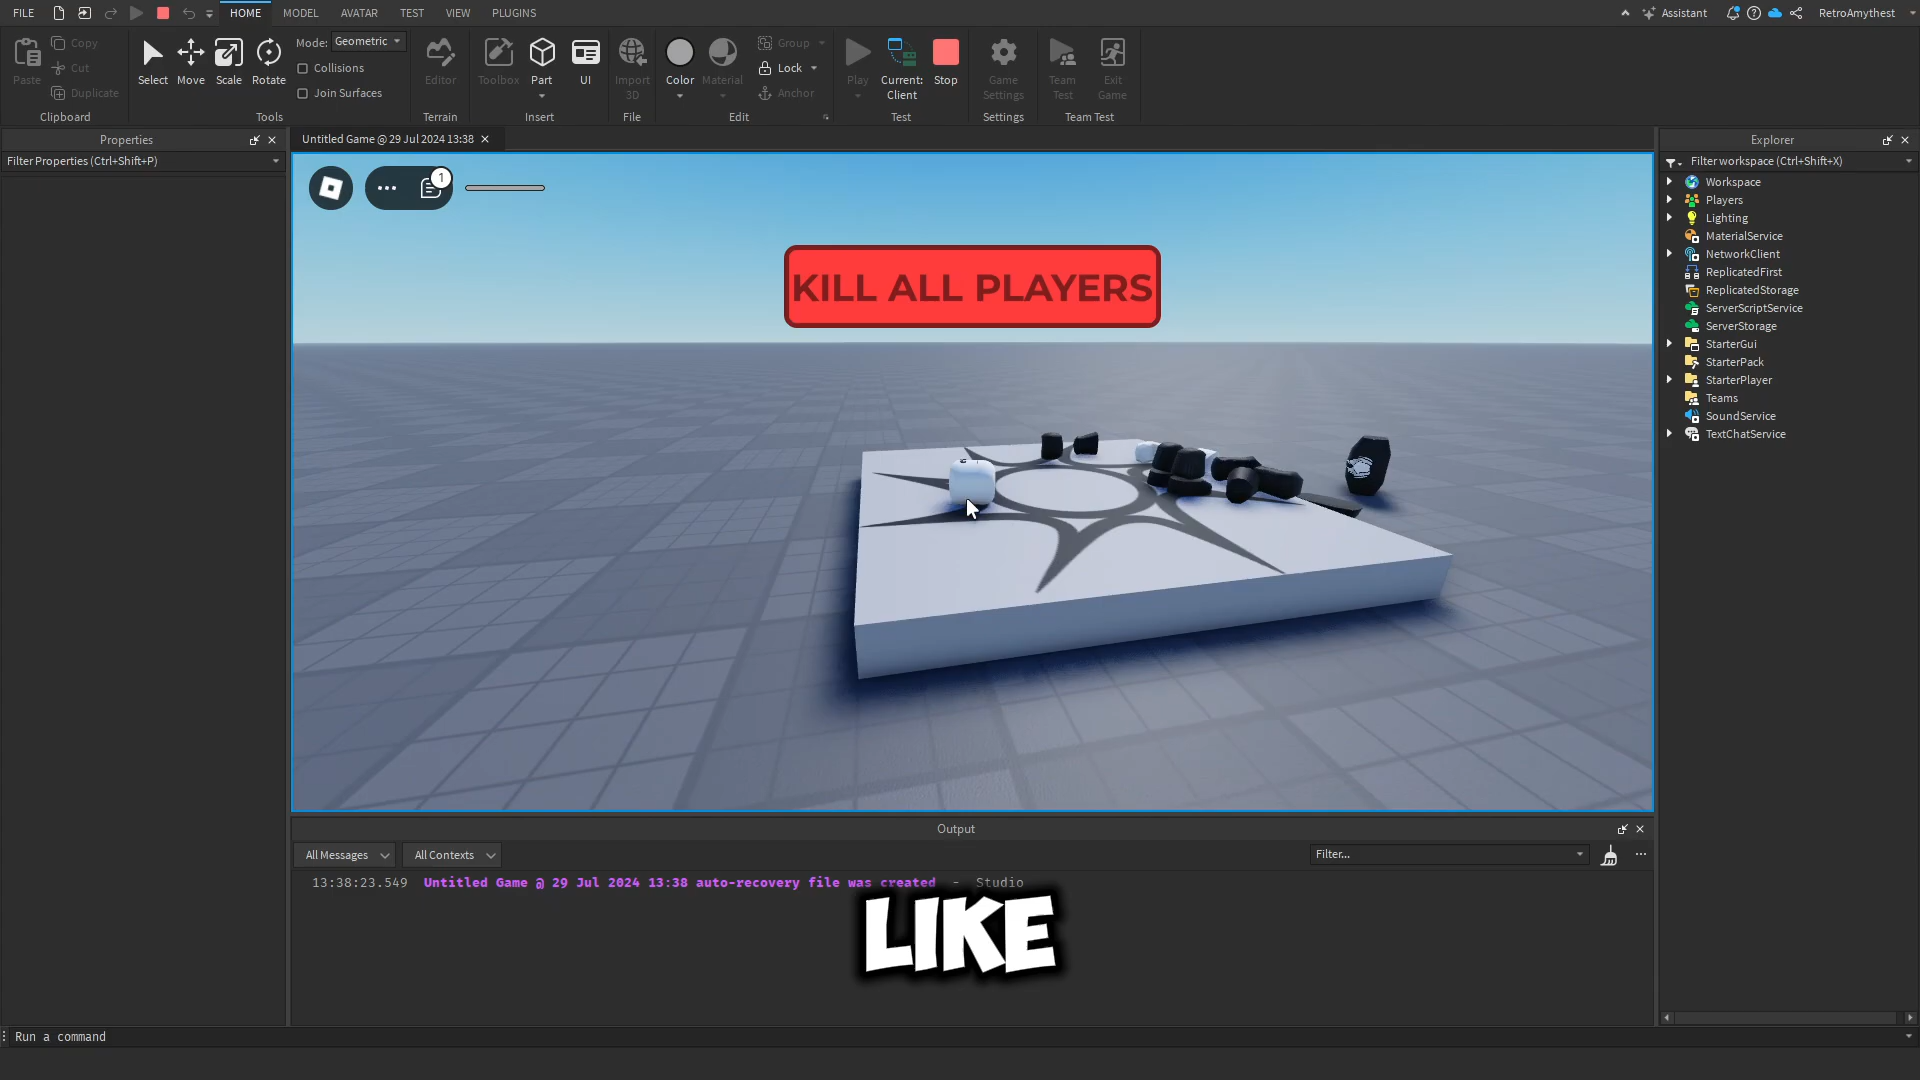 FILE
HOME
MODEL
AVATAR
TEST
VIEW
PLUGINS
Assistant
RetroAmythest
Paste
Copy
Cut
Duplicate
Clipboard
Select
Move
Scale
Rotate
Mode: Geometric
Collisions
Join Surfaces
Tools
Editor
Terrain
Toolbox
Part
UI
Insert
Import
3D
File
Color
Material
Group
Lock
Anchor
Edit
Play
Current:
Client
Stop
Test
Game
Settings
Settings
Team
Test
Exit
Game
Team Test
Properties
Filter Properties (Ctrl+Shift+P)
Untitled Game @ 29 Jul 2024 13:38
1
KILL ALL PLAYERS
Explorer
Filter workspace (Ctrl+Shift+X)
Workspace
Players
Lighting
MaterialService
NetworkClient
ReplicatedFirst
ReplicatedStorage
ServerScriptService
ServerStorage
StarterGui
StarterPack
StarterPlayer
Teams
SoundService
TextChatService
Output
All Messages
All Contexts
Filter...
13:38:23.549 Untitled Game @ 29 Jul 2024 13:38 auto-recovery file was created - Studio
LIKE
Run a command